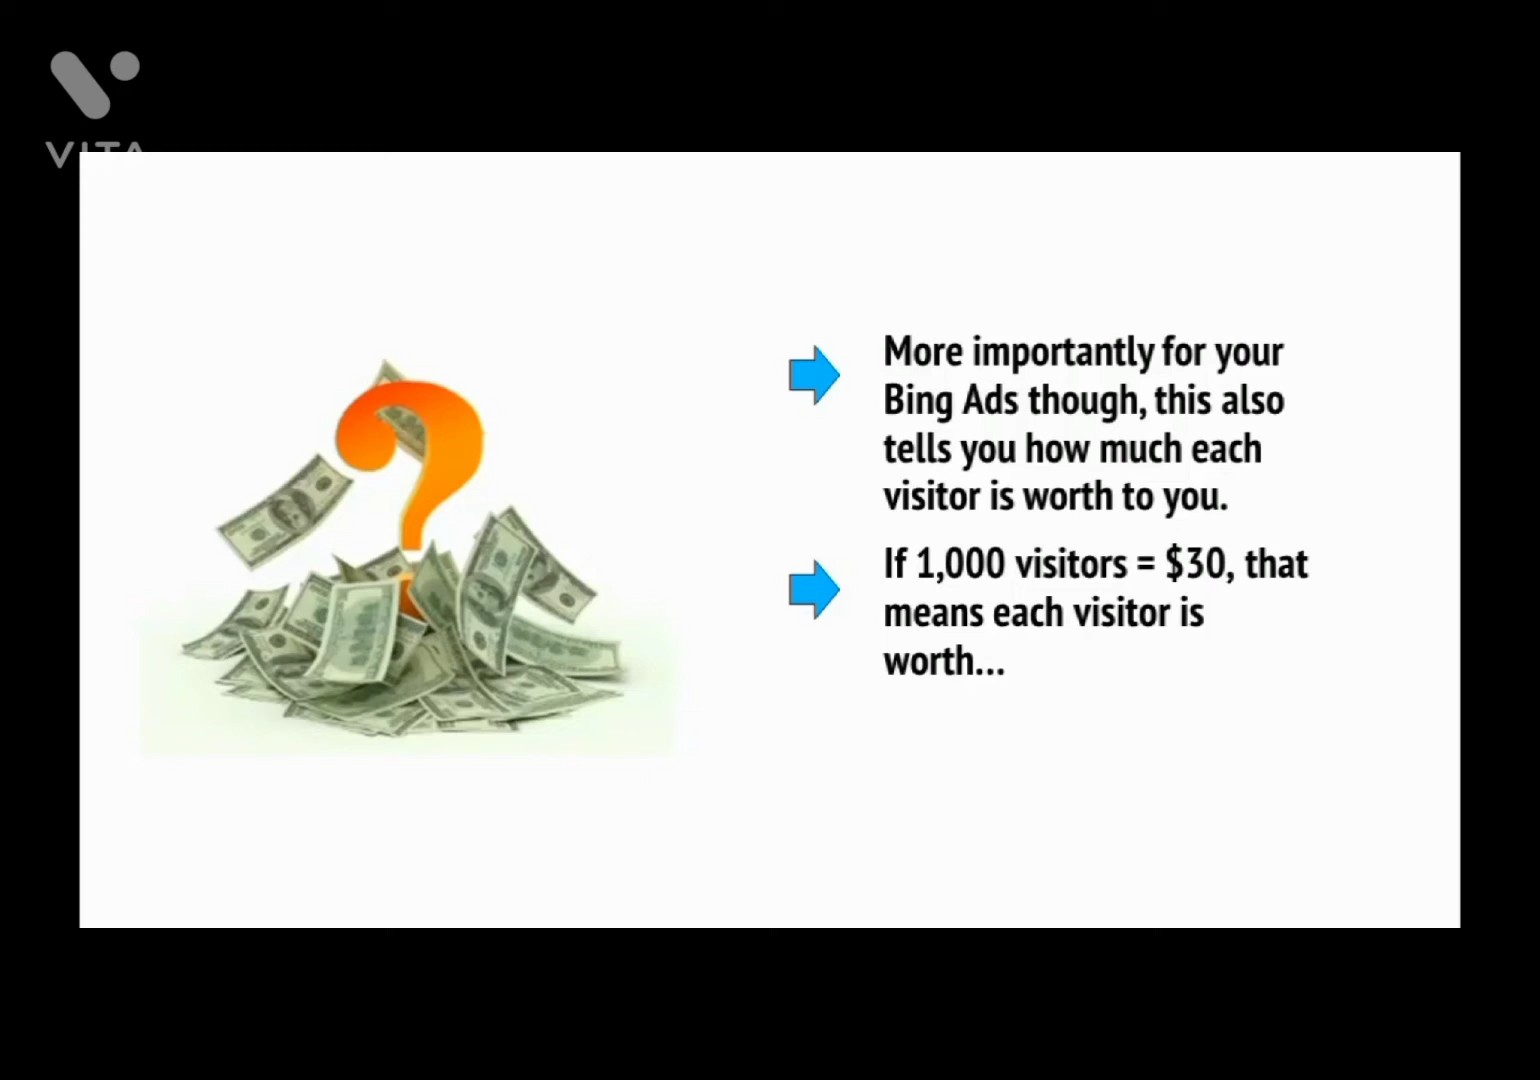 VITA
More importantly for your
Bing Ads though, this also
tells you how much each
visitor is worth to you.
If 1,000 visitors = $30, that
means each visitor is
worth...